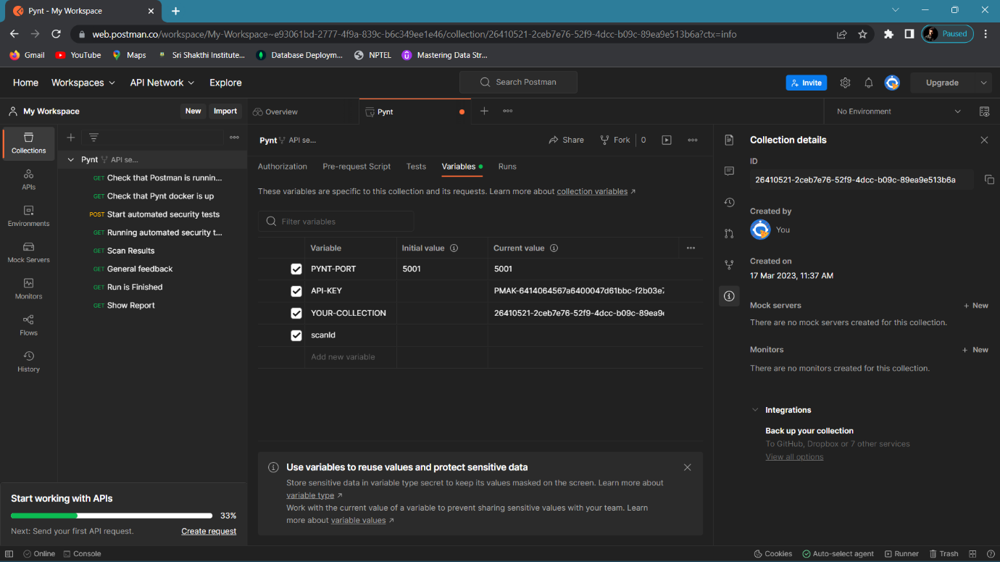 Pynt - My Workspace
web.postman.co/workspace/My-Workspace~e93061bd-2777-4f9a-839c-b6c349ee1e46/collection/26410521-2ceb7e76-52f9-4dcc-b09c-89ea9e513b6a?ctx=info
Paused
Gmail YouTube Maps Sri Shakthi Institute... Database Deploym... NPTEL Mastering Data Str...
Home Workspaces API Network Explore Search Postman Invite Upgrade
My Workspace New Import Overview Pynt No Environment
Collections
APIs
Environments
Mock Servers
Monitors
Flows
History
Pynt API se...
GET Check that Postman is runnin...
GET Check that Pynt docker is up
POST Start automated security tests
GET Running automated security t...
GET Scan Results
GET General feedback
GET Run is Finished
GET Show Report
Start working with APIs
33%
Next: Send your first API request. Create request
Pynt API se... Share Fork 0
Authorization Pre-request Script Tests Variables Runs
These variables are specific to this collection and its requests. Learn more about collection variables ↗
Filter variables
Variable Initial value Current value
PYNT-PORT 5001 5001
API-KEY PMAK-6414064567a6400047d61bbc-f2b03e
YOUR-COLLECTION 26410521-2ceb7e76-52f9-4dcc-b09c-89ea9
scanId
Add new variable
Use variables to reuse values and protect sensitive data
Store sensitive data in variable type secret to keep its values masked on the screen. Learn more about
variable type ↗
Work with the current value of a variable to prevent sharing sensitive values with your team. Learn
more about variable values ↗
Collection details
ID
26410521-2ceb7e76-52f9-4dcc-b09c-89ea9e513b6a
Created by
You
Created on
17 Mar 2023, 11:37 AM
Mock servers + New
There are no mock servers created for this collection.
Monitors + New
There are no monitors created for this collection.
Integrations
Back up your collection
To GitHub, Dropbox or 7 other services
View all options
Online Console Cookies Auto-select agent Runner Trash